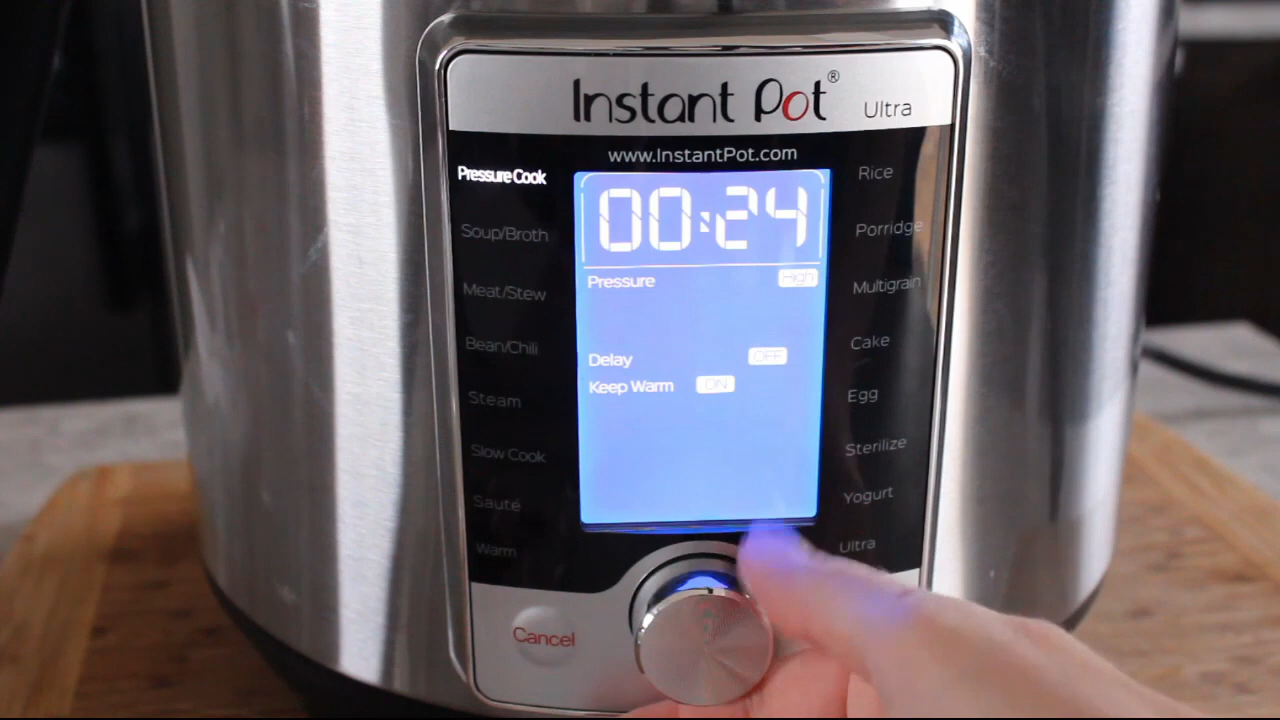 Instant Pot® Ultra
www.InstantPot.com
Pressure Cook
Soup/Broth
Meat/Stew
Bean/Chili
Steam
Slow Cook
Sauté
Warm
00:24
Pressure High
Delay OFF
Keep Warm ON
Rice
Porridge
Multigrain
Cake
Egg
Sterilize
Yogurt
Ultra
Cancel